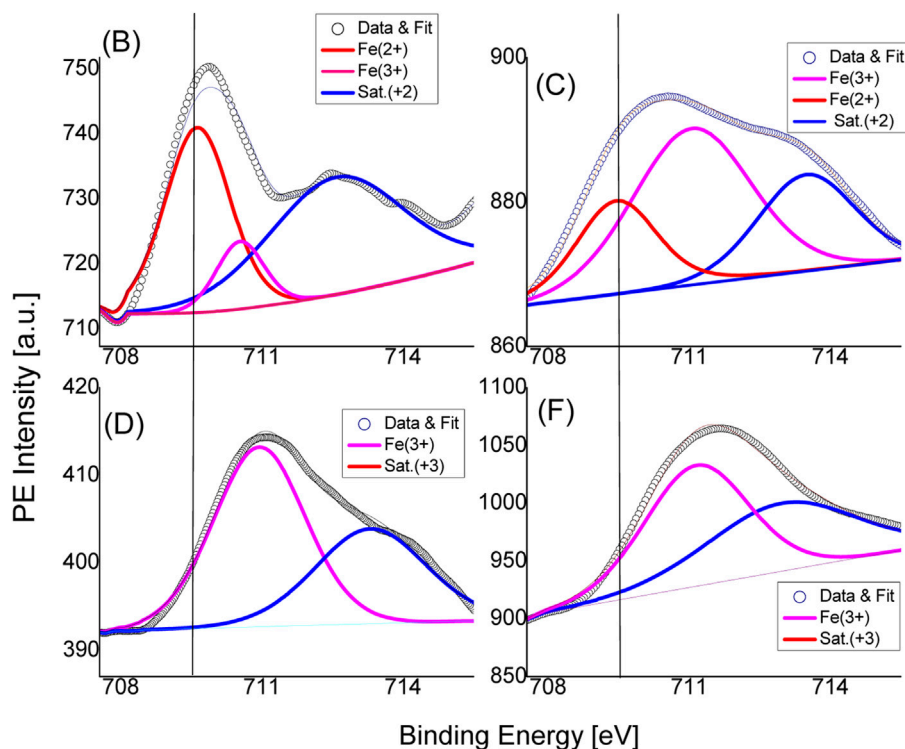 (B)
Data & Fit
Fe(2+)
Fe(3+)
Sat.(+2)
750
740
730
720
710
708
711
714
(C)
Data & Fit
Fe(3+)
Fe(2+)
Sat.(+2)
900
880
860
708
711
714
(D)
Data & Fit
Fe(3+)
Sat.(+3)
420
410
400
390
708
711
714
(F)
Data & Fit
Fe(3+)
Sat.(+3)
1100
1050
1000
950
900
850
708
711
714
PE Intensity [a.u.]
Binding Energy [eV]